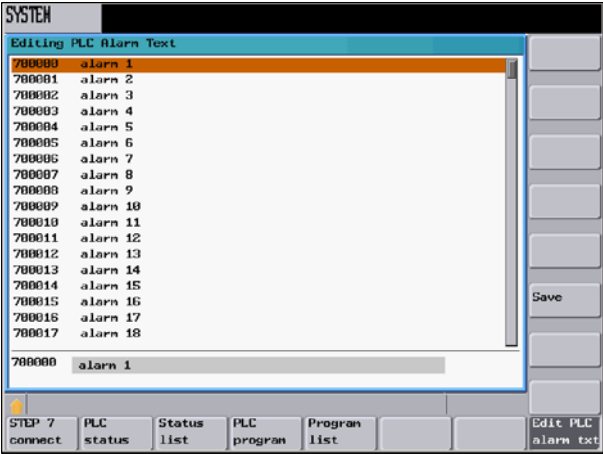 SYSTEM
Editing PLC Alarm Text
700000 alarm 1
700001 alarm 2
700002 alarm 3
700003 alarm 4
700004 alarm 5
700005 alarm 6
700006 alarm 7
700007 alarm 8
700008 alarm 9
700009 alarm 10
700010 alarm 11
700011 alarm 12
700012 alarm 13
700013 alarm 14
700014 alarm 15
700015 alarm 16
700016 alarm 17
700017 alarm 18
Save
700000 alarm 1
STEP 7 PLC Status PLC Program Edit PLC
connect status list program list alarm txt